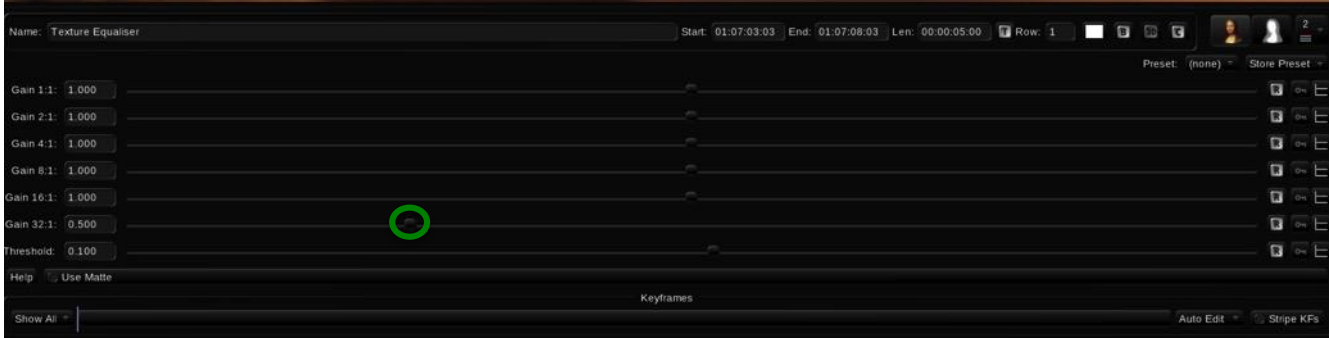 Name: Texture Equaliser Start: 01:07:03:03 End: 01:07:08:03 Len: 00:00:05:00 Row: 1 2
Preset: (none) Store Preset
Gain 1:1: 1.000
Gain 2:1: 1.000
Gain 4:1: 1.000
Gain 8:1: 1.000
Gain 16:1: 1.000
Gain 32:1: 0.500
Threshold: 0.100
Help Use Matte
Keyframes
Show All Auto Edit Stripe KFs